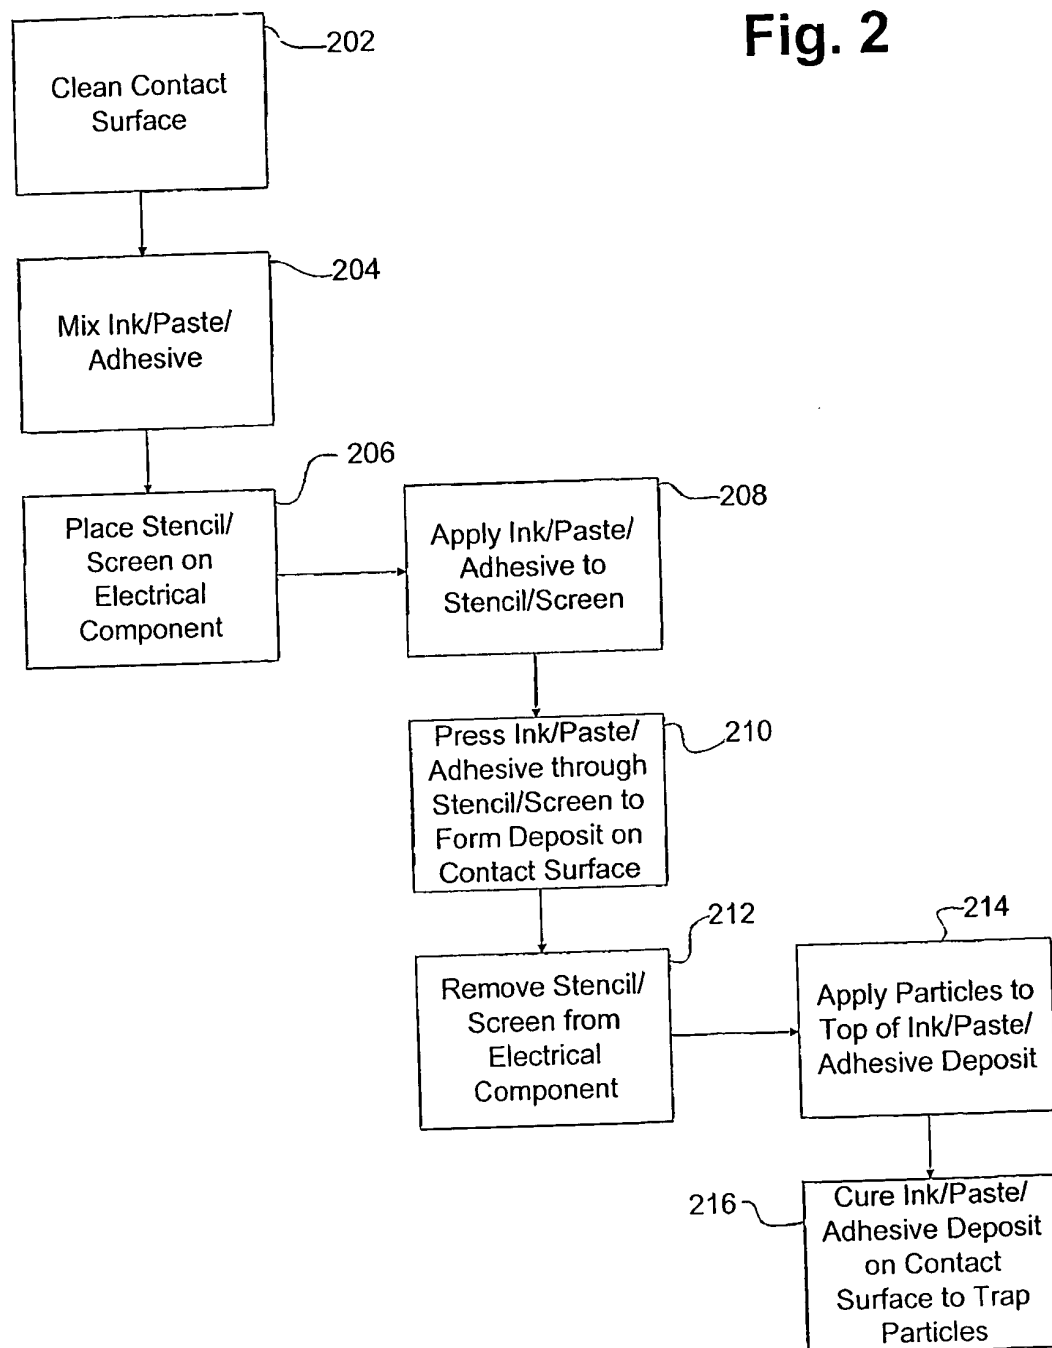 Fig. 2
202
Clean Contact
Surface
204
Mix Ink/Paste/
Adhesive
206
Place Stencil/
Screen on
Electrical
Component
208
Apply Ink/Paste/
Adhesive to
Stencil/Screen
210
Press Ink/Paste/
Adhesive through
Stencil/Screen to
Form Deposit on
Contact Surface
212
Remove Stencil/
Screen from
Electrical
Component
214
Apply Particles to
Top of Ink/Paste/
Adhesive Deposit
216
Cure Ink/Paste/
Adhesive Deposit
on Contact
Surface to Trap
Particles